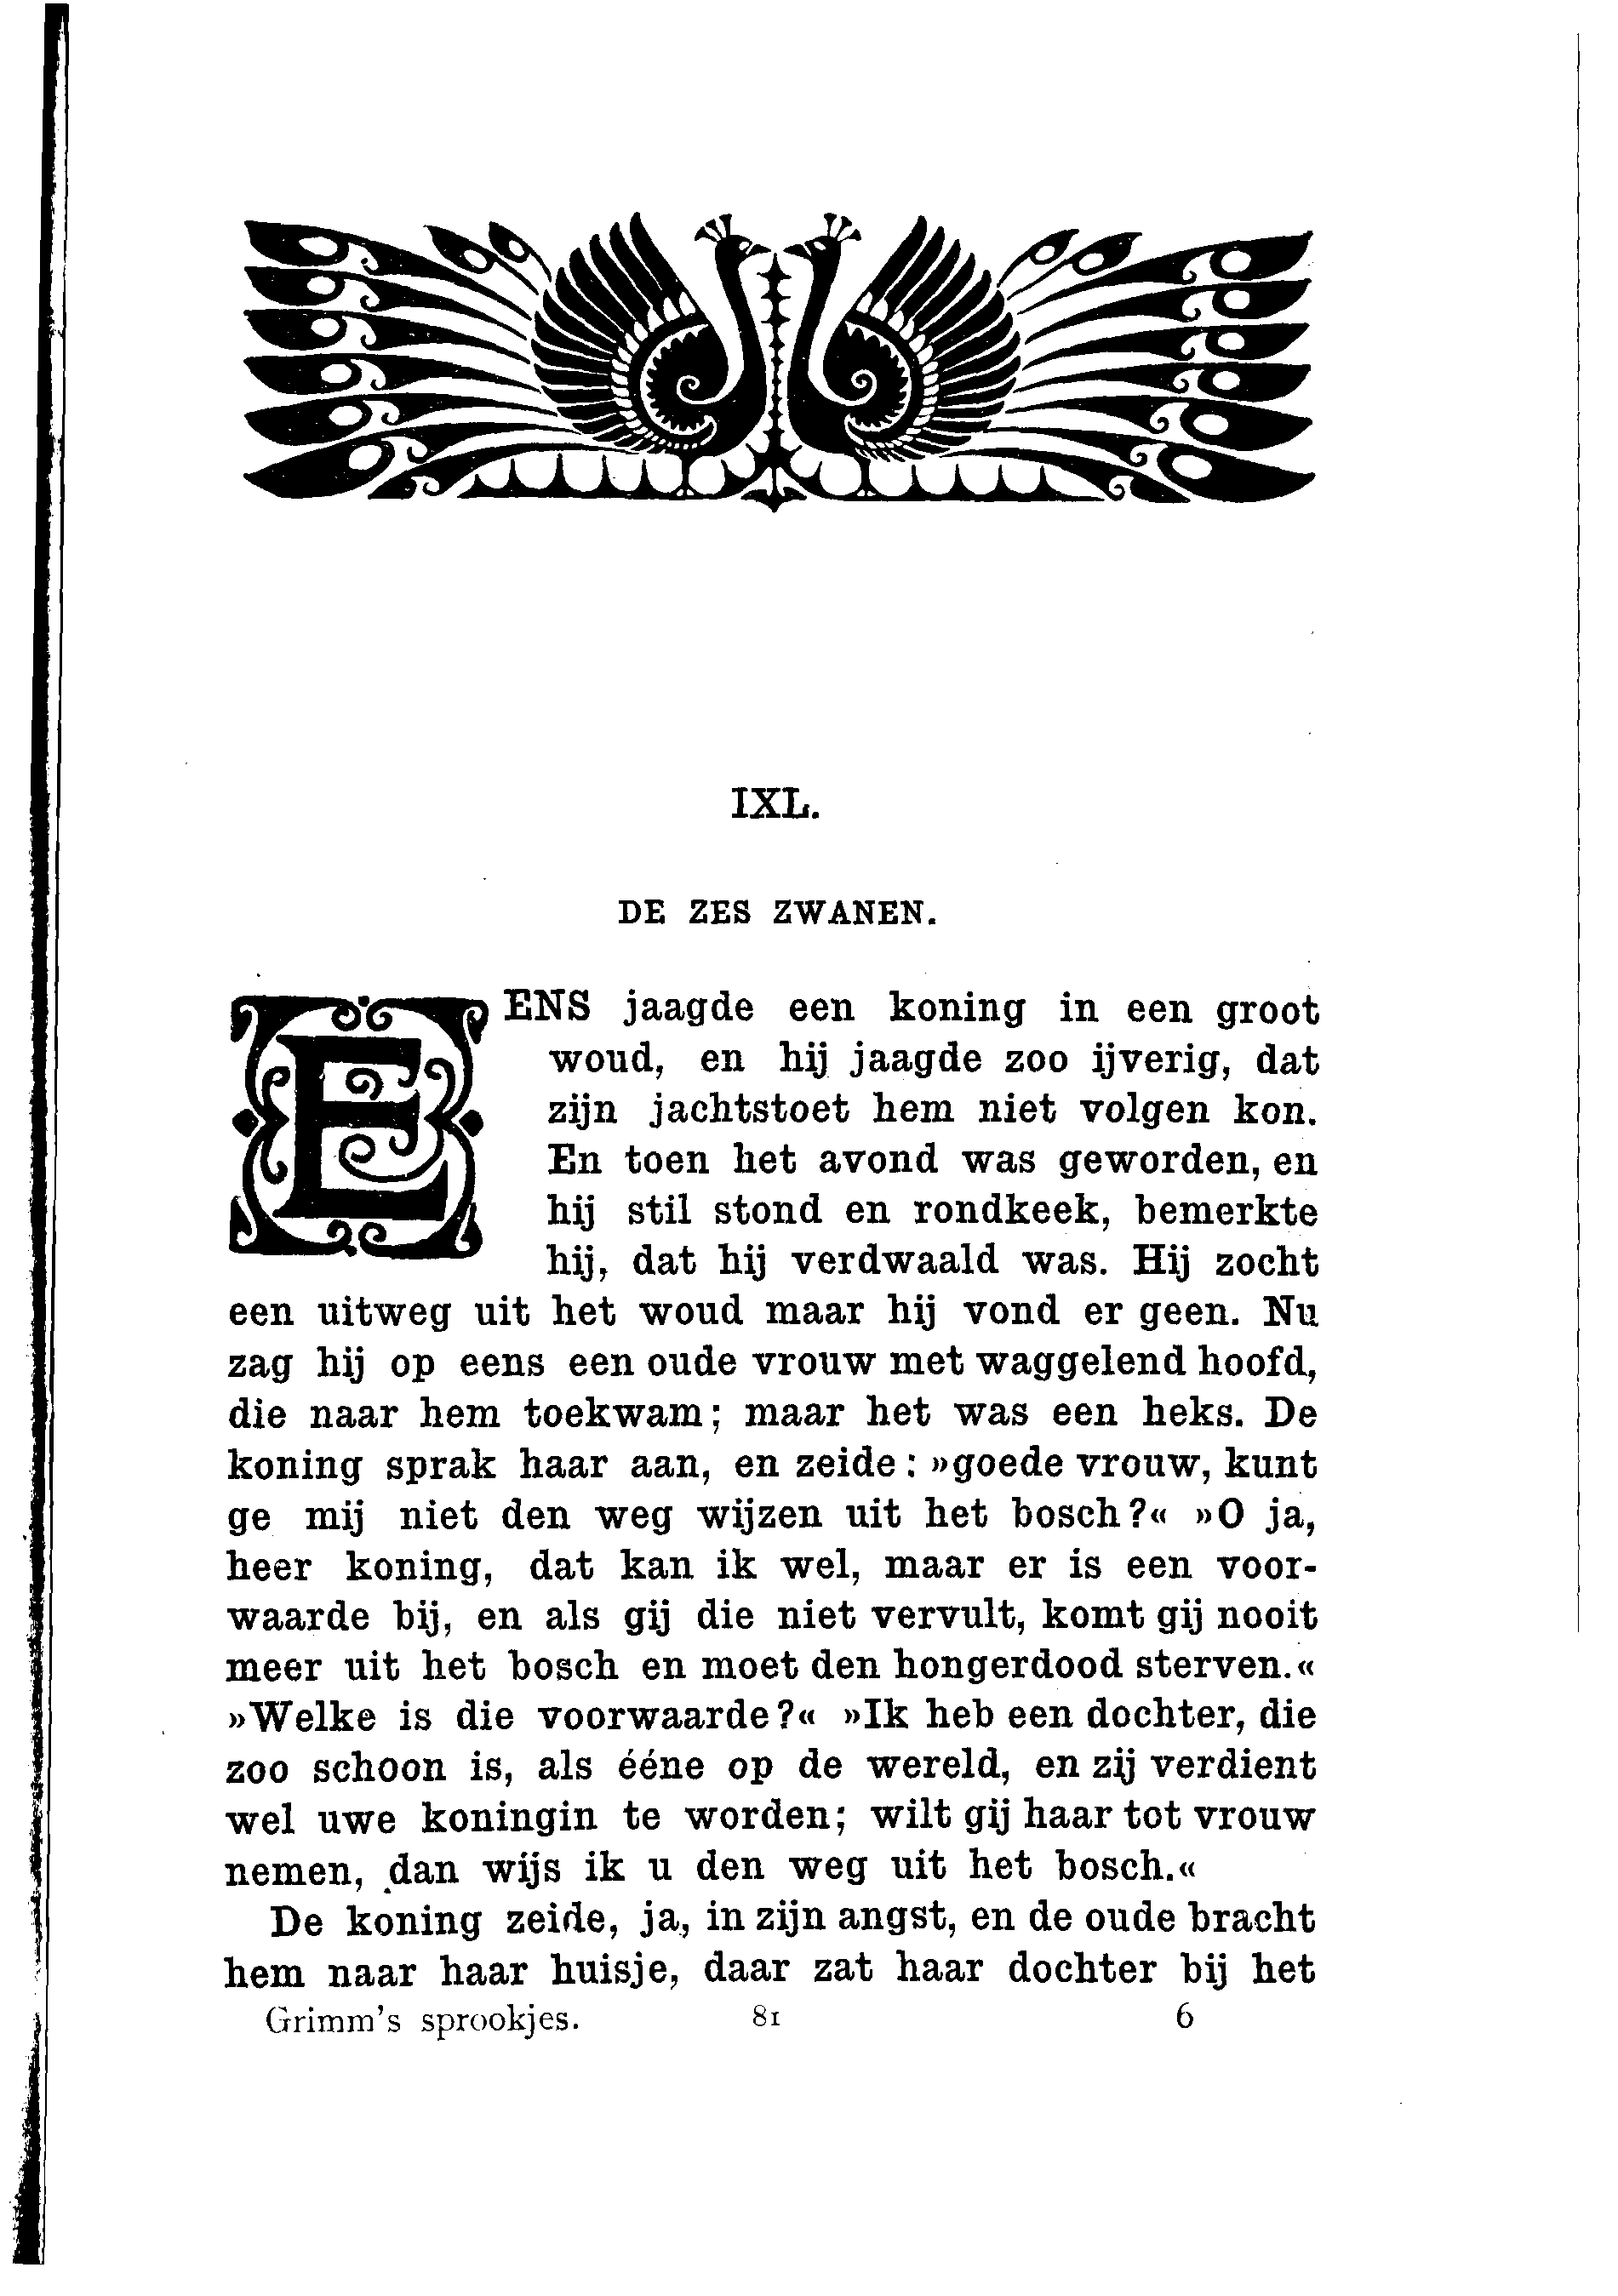 IXL.
DE ZES ZWANEN.
EENS jaagde een koning in een groot
woud, en hij jaagde zoo ijverig, dat
zijn jachtstoet hem niet volgen kon.
En toen het avond was geworden, en
hij stil stond en rondkeek, bemerkte
hij, dat hij verdwaald was. Hij zocht
een uitweg uit het woud maar hij vond er geen. Nu
zag hij op eens een oude vrouw met waggelend hoofd,
die naar hem toekwam; maar het was een heks. De
koning sprak haar aan, en zeide: »goede vrouw, kunt
ge mij niet den weg wijzen uit het bosch?« »O ja,
heer koning, dat kan ik wel, maar er is een voor-
waarde bij, en als gij die niet vervult, komt gij nooit
meer uit het bosch en moet den hongerdood sterven.«
»Welke is die voorwaarde?« »Ik heb een dochter, die
zoo schoon is, als ééne op de wereld, en zij verdient
wel uwe koningin te worden; wilt gij haar tot vrouw
nemen, dan wijs ik u den weg uit het bosch.«
De koning zeide, ja, in zijn angst, en de oude bracht
hem naar haar huisje, daar zat haar dochter bij het
Grimm's sprookjes. 81 6